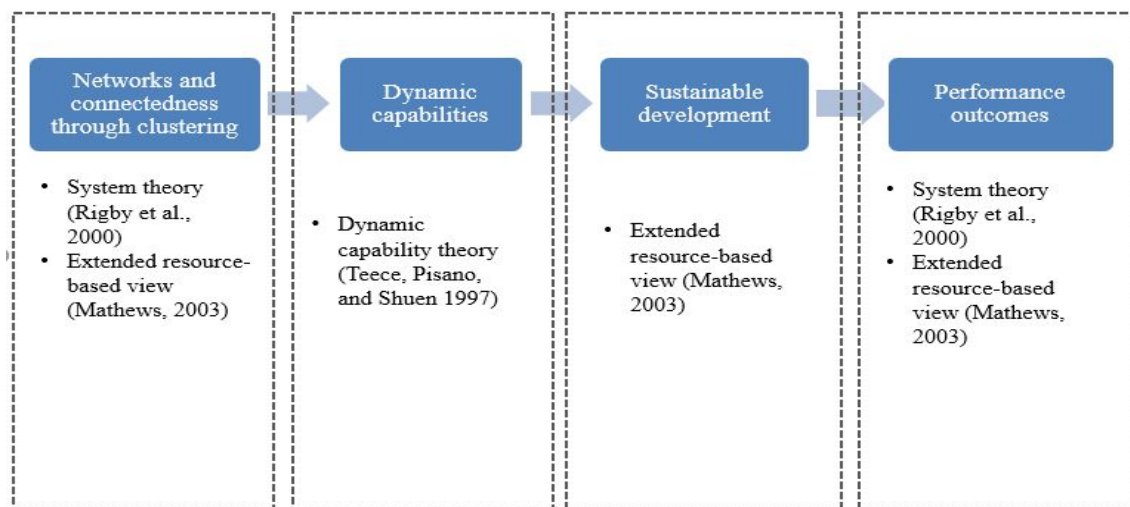 Networks and
connectedness
through clustering
• System theory
(Rigby et al.,
2000)
• Extended resource-
based view
(Mathews, 2003)
Dynamic
capabilities
• Dynamic
capability theory
(Teece, Pisano,
and Shuen 1997)
Sustainable
development
• Extended
resource-based
view (Mathews,
2003)
Performance
outcomes
• System theory
(Rigby et al.,
2000)
• Extended
resource-based
view (Mathews,
2003)